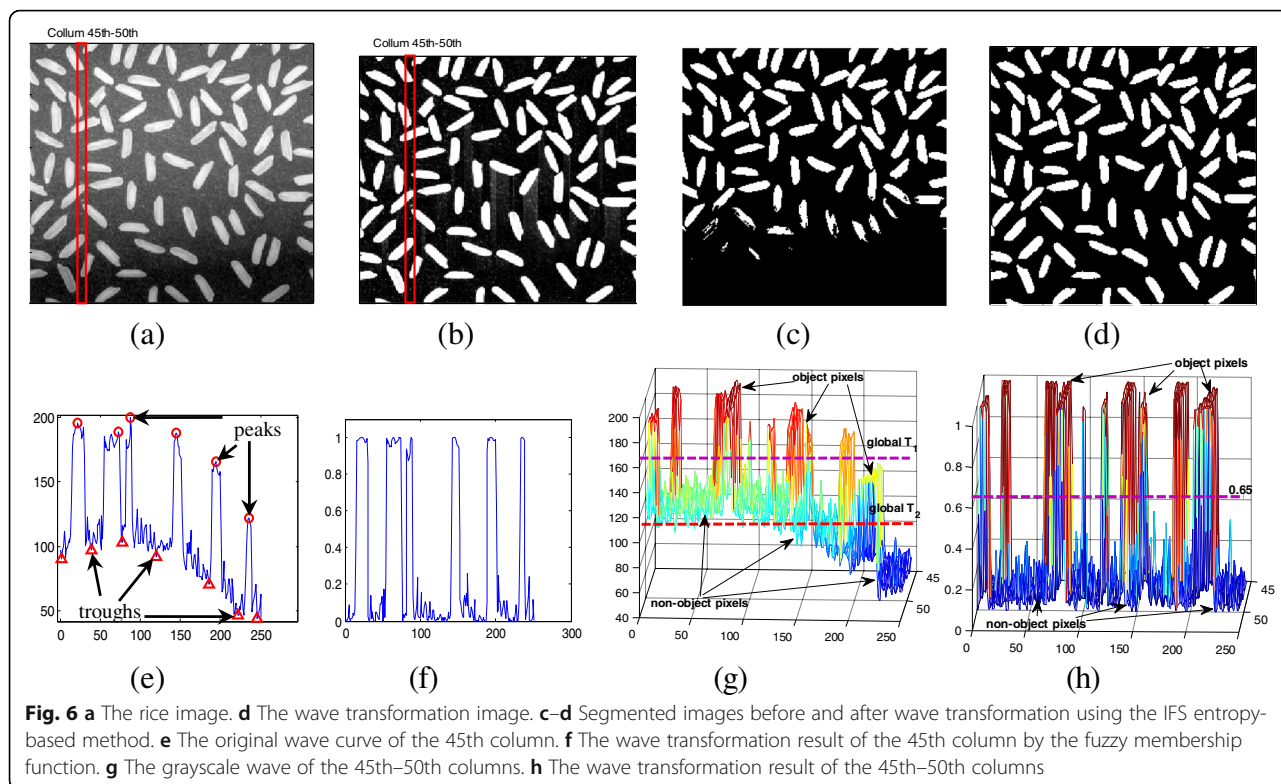 Collum 45th-50th
Collum 45th-50th
(a)
(b)
(c)
(d)
200
150
100
50
0
50
100
150
200
250
peaks
troughs
(e)
1
0.8
0.6
0.4
0.2
0
0
100
200
300
(f)
200
180
160
140
120
100
80
60
40
0
50
100
150
200
250
50
45
object pixels
global T1
global T2
non-object pixels
(g)
1
0.8
0.6
0.4
0.2
0
0
50
100
150
200
250
50
45
object pixels
0.65
non-object pixels
(h)
Fig. 6 a The rice image. d The wave transformation image. c–d Segmented images before and after wave transformation using the IFS entropy-
based method. e The original wave curve of the 45th column. f The wave transformation result of the 45th column by the fuzzy membership
function. g The grayscale wave of the 45th–50th columns. h The wave transformation result of the 45th–50th columns